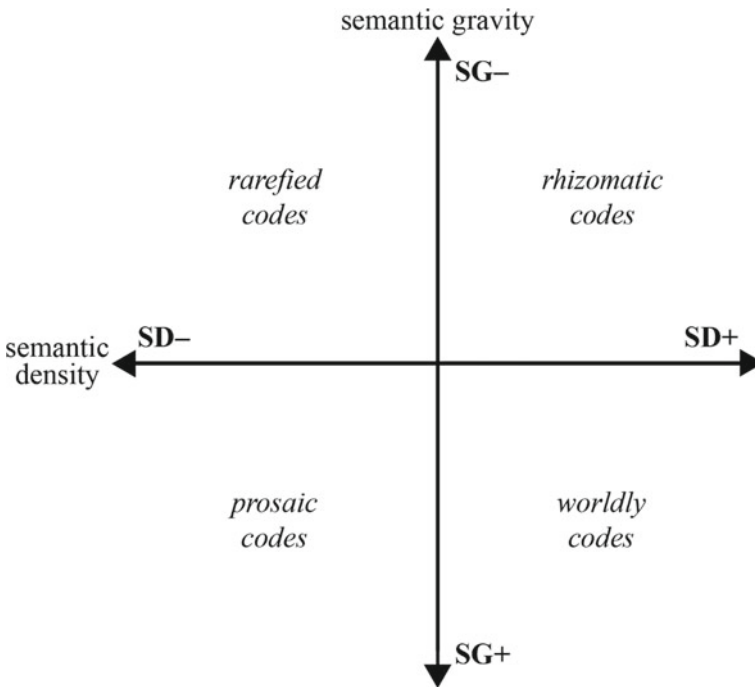 semantic gravity
SG–
rarefied
codes
rhizomatic
codes
SD–
SD+
semantic
density
prosaic
codes
worldly
codes
SG+